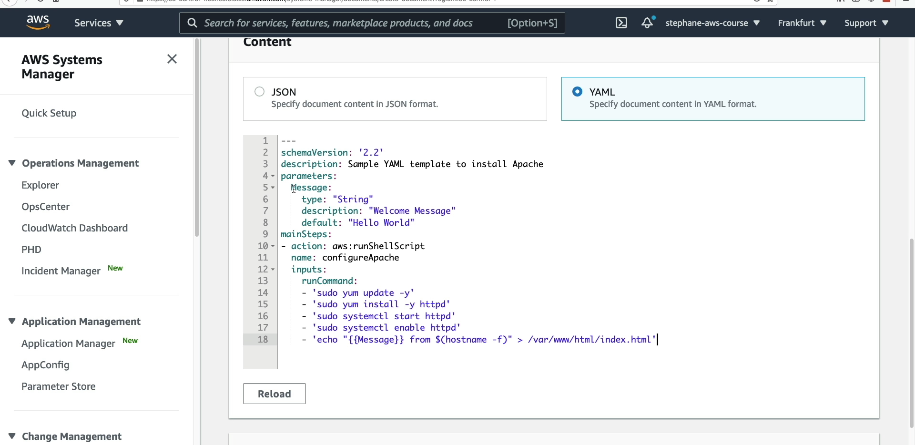 aws
Services
Search for services, features, marketplace products, and docs
[Option+S]
stephane-aws-course
Frankfurt
Support
AWS Systems
Manager
Quick Setup
Operations Management
Explorer
OpsCenter
CloudWatch Dashboard
PHD
Incident Manager New
Application Management
Application Manager New
AppConfig
Parameter Store
Change Management
Content
JSON
Specify document content in JSON format.
YAML
Specify document content in YAML format.
1 ---
2 schemaVersion: '2.2'
3 description: Sample YAML template to install Apache
4 parameters:
5 Message:
6 type: "String"
7 description: "Welcome Message"
8 default: "Hello World"
9 mainSteps:
10 - action: aws:runShellScript
11 name: configureApache
12 inputs:
13 runCommand:
14 - 'sudo yum update -y'
15 - 'sudo yum install -y httpd'
16 - 'sudo systemctl start httpd'
17 - 'sudo systemctl enable httpd'
18 - 'echo "{{Message}} from $(hostname -f)" > /var/www/html/index.html'
Reload